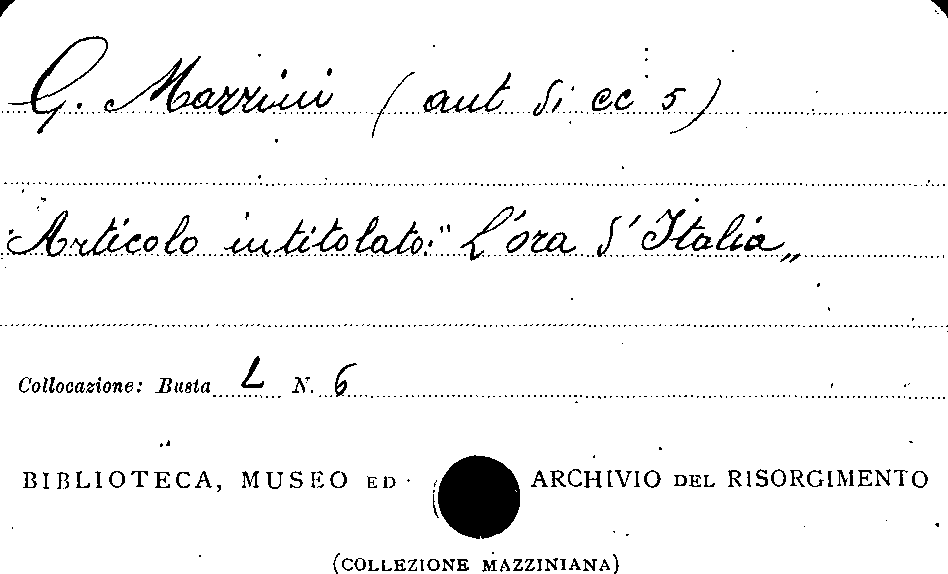 G. Mazzini (aut di cc 5)
Articolo intitolato: "L'ora d'Italia„
Collocazione: Busta L N. 6
BIBLIOTECA, MUSEO ED ARCHIVIO DEL RISORGIMENTO
(COLLEZIONE MAZZINIANA)